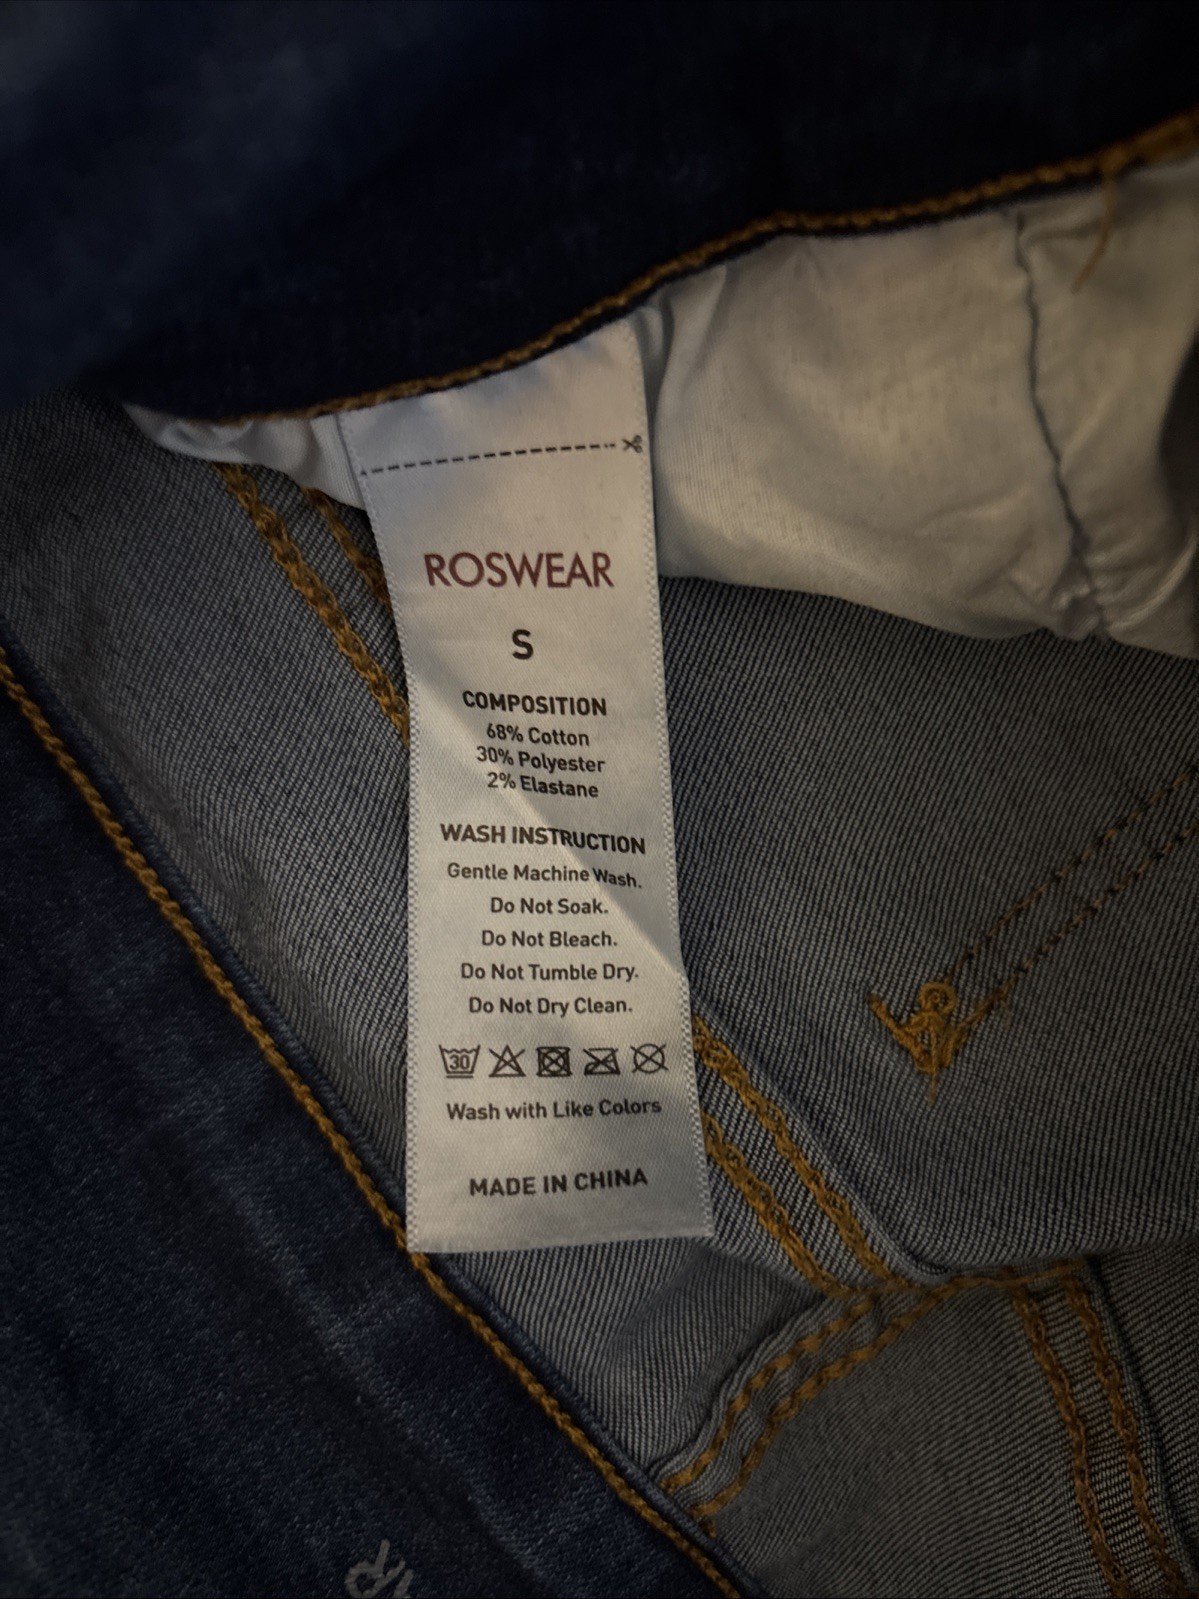 ROSWEAR
S
COMPOSITION
68% Cotton
30% Polyester
2% Elastane
WASH INSTRUCTION
Gentle Machine Wash.
Do Not Soak.
Do Not Bleach.
Do Not Tumble Dry.
Do Not Dry Clean.
30
Wash with Like Colors
MADE IN CHINA